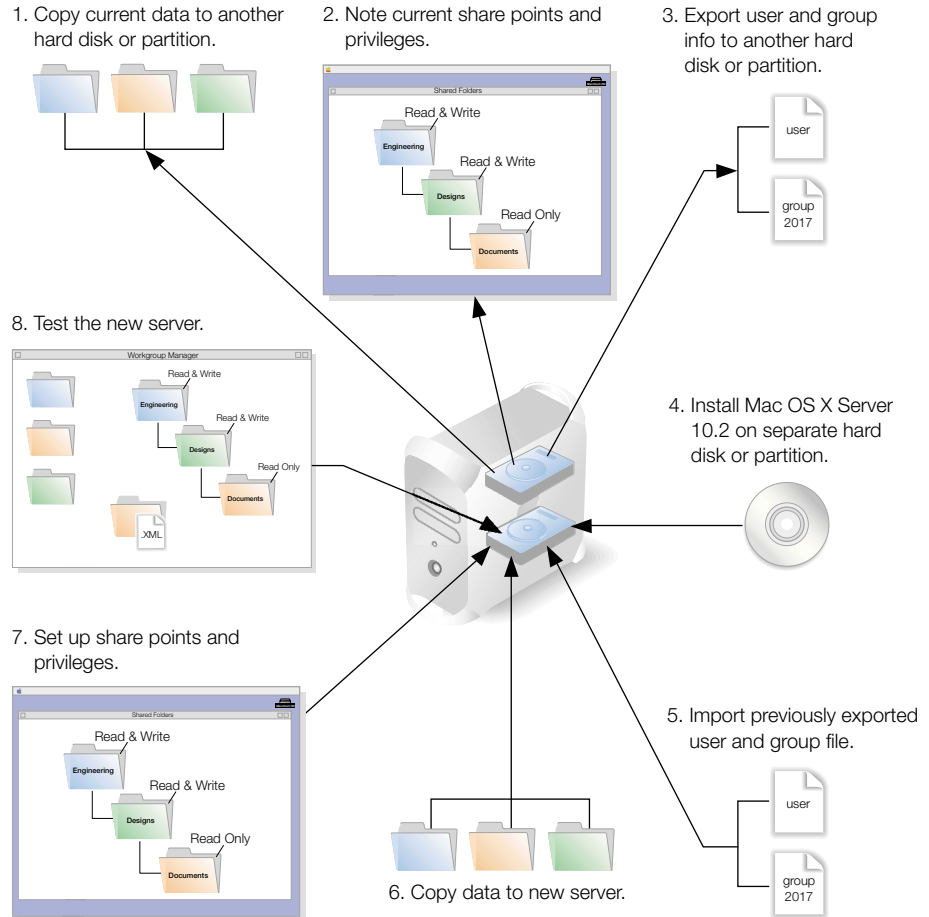 1. Copy current data to another
hard disk or partition.
2. Note current share points and
privileges.
Shared Folders
Read & Write
Engineering
Read & Write
Designs
Read Only
Documents
3. Export user and group
info to another hard
disk or partition.
user
group
2017
8. Test the new server.
Workgroup Manager
Read & Write
Engineering
Read & Write
Designs
Read Only
Documents
.XML
4. Install Mac OS X Server
10.2 on separate hard
disk or partition.
7. Set up share points and
privileges.
Shared Folders
Read & Write
Engineering
Read & Write
Designs
Read Only
Documents
6. Copy data to new server.
5. Import previously exported
user and group file.
user
group
2017